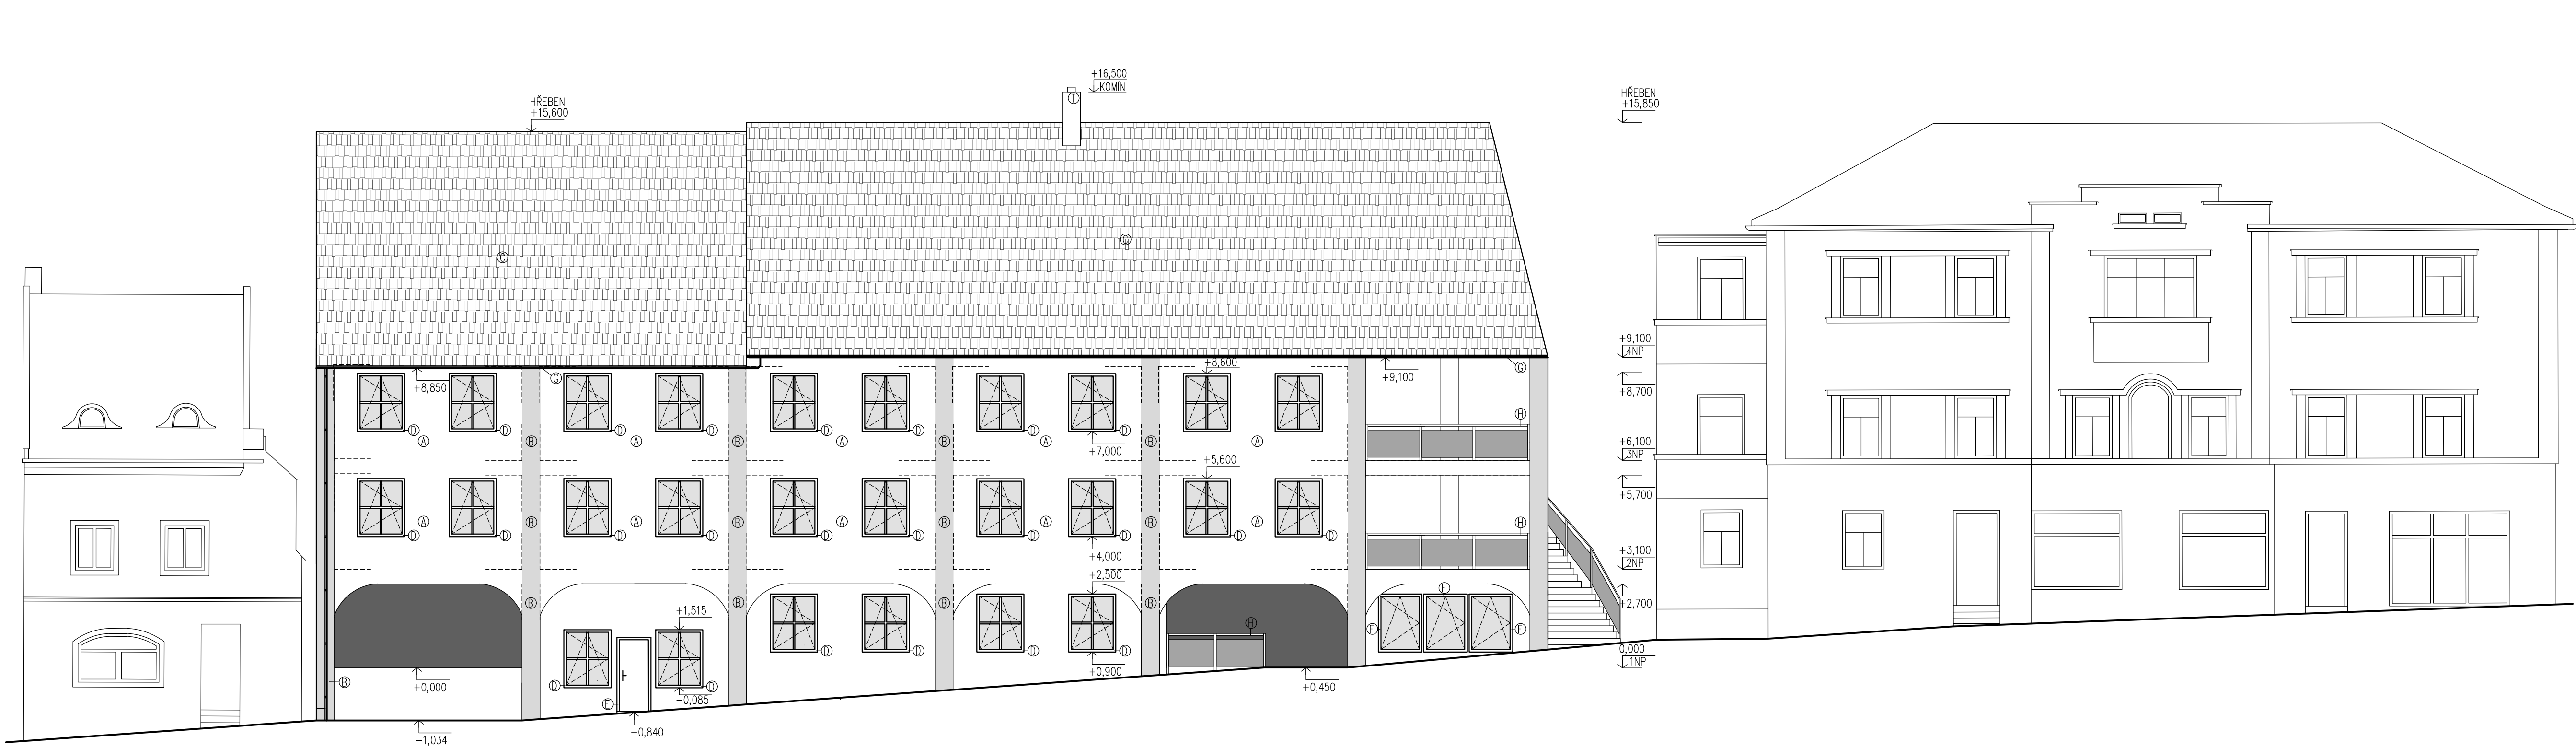 +16,500
KOMÍN
T
HŘEBEN
+15,600
HŘEBEN
+15,850
C
C
+9,100
4NP
+8,600
G
G
+8,850
+9,100
+8,700
H
D
D
D
D
D
D
D
D
D
A
B
A
B
A
B
A
B
A
+6,100
3NP
+7,000
+5,600
+5,700
A
B
A
B
A
B
A
B
A
H
D
D
D
D
D
D
D
D
D
+4,000
+3,100
2NP
+2,500
F
+2,700
B
B
B
B
+1,515
H
F
F
D
D
D
D
0,000
1NP
+0,900
B
+0,000
D
D
-0,085
+0,450
E
-0,840
-1,034